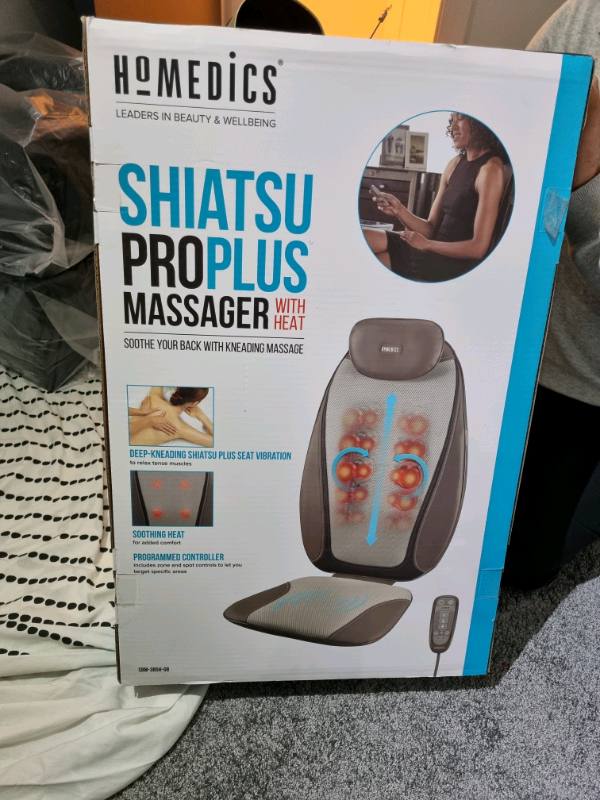 HOMEDICS®
LEADERS IN BEAUTY & WELLBEING
SHIATSU
PROPLUS
MASSAGER WITH HEAT
SOOTHE YOUR BACK WITH KNEADING MASSAGE
HOMEDICS
DEEP-KNEADING SHIATSU PLUS SEAT VIBRATION
to relax tense muscles
SOOTHING HEAT
for added comfort
PROGRAMMED CONTROLLER
includes zone and spot controls to let you
target specific areas